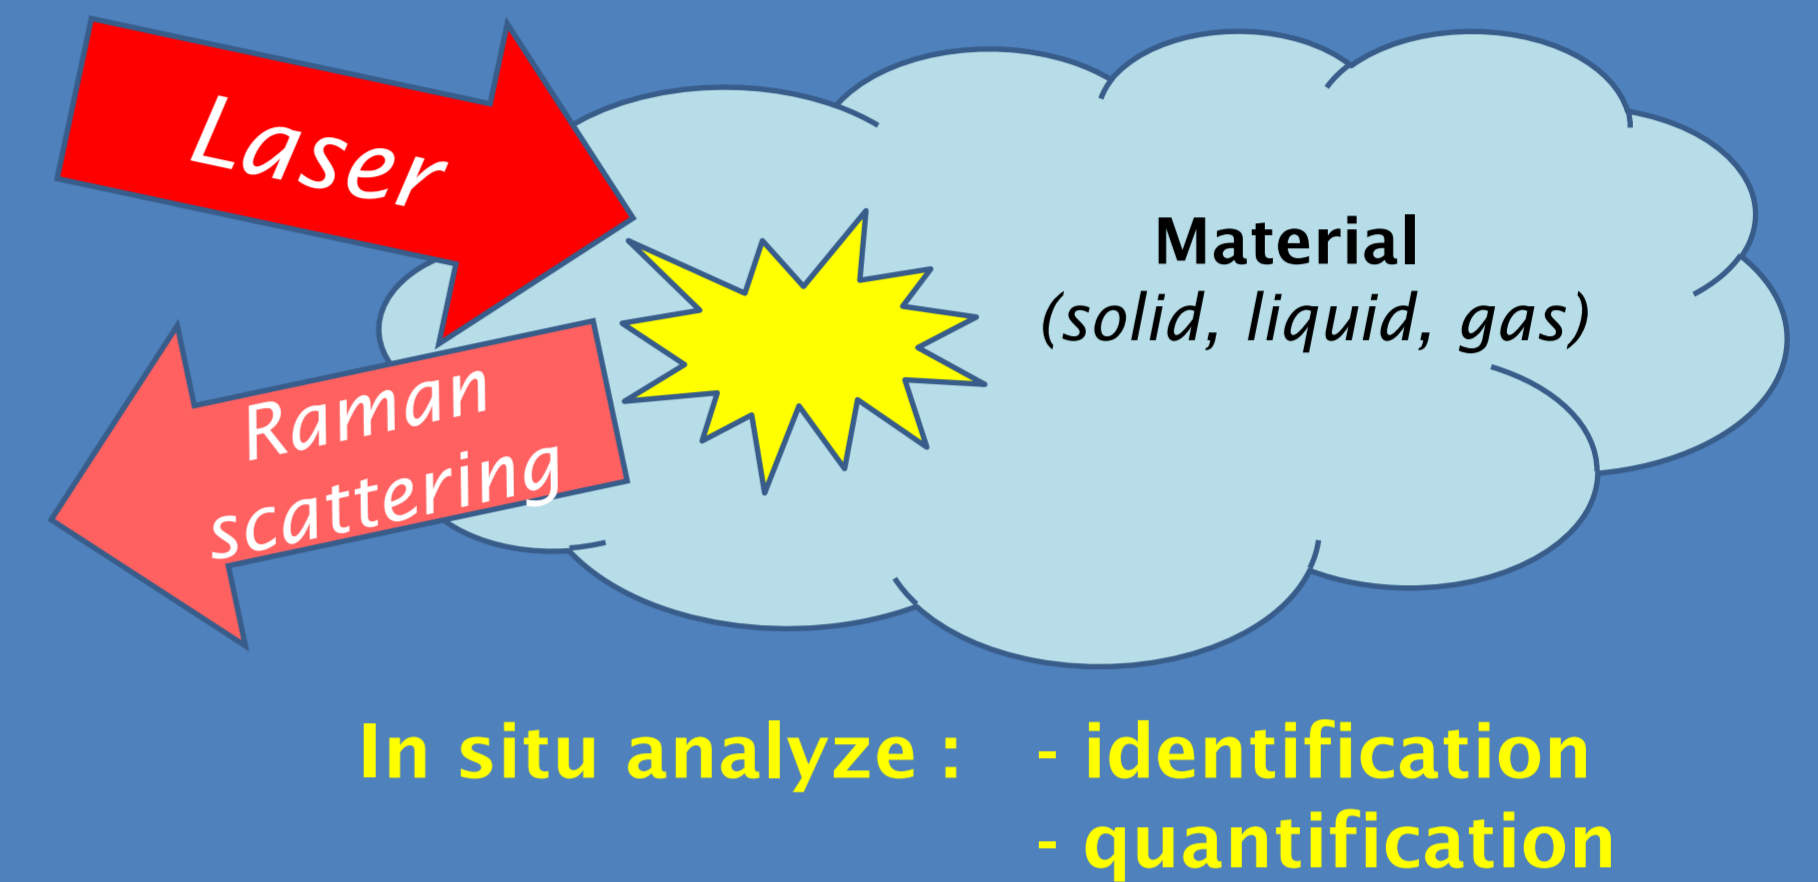 Laser
Material
(solid, liquid, gas)
Raman
scattering
In situ analyze : - identification
- quantification